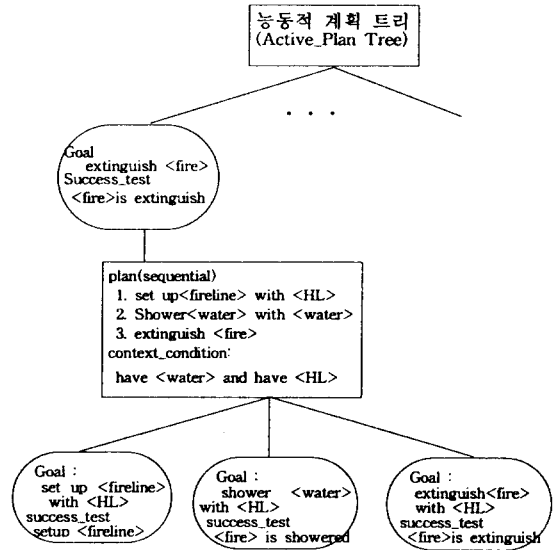 능동적 계획 트리
(Active_Plan Tree)
. . .
Goal
extinguish <fire>
Success_test
<fire>is extinguish
plan(sequential)
1. set up<fireline> with <HL>
2. Shower<water> with <water>
3. extinguish <fire>
context_condition:
have <water> and have <HL>
Goal :
set up <fireline>
with <HL>
success_test
setup <fireline>
Goal :
shower <water>
with <HL>
success_test
<fire> is showered
Goal :
extinguish<fire>
with <HL>
success_test
<fire>is extinguish